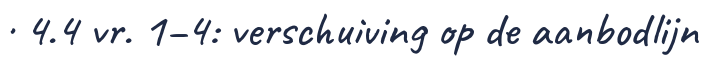 · 4.4 vr. 1–4: verschuiving op de aanbodlijn